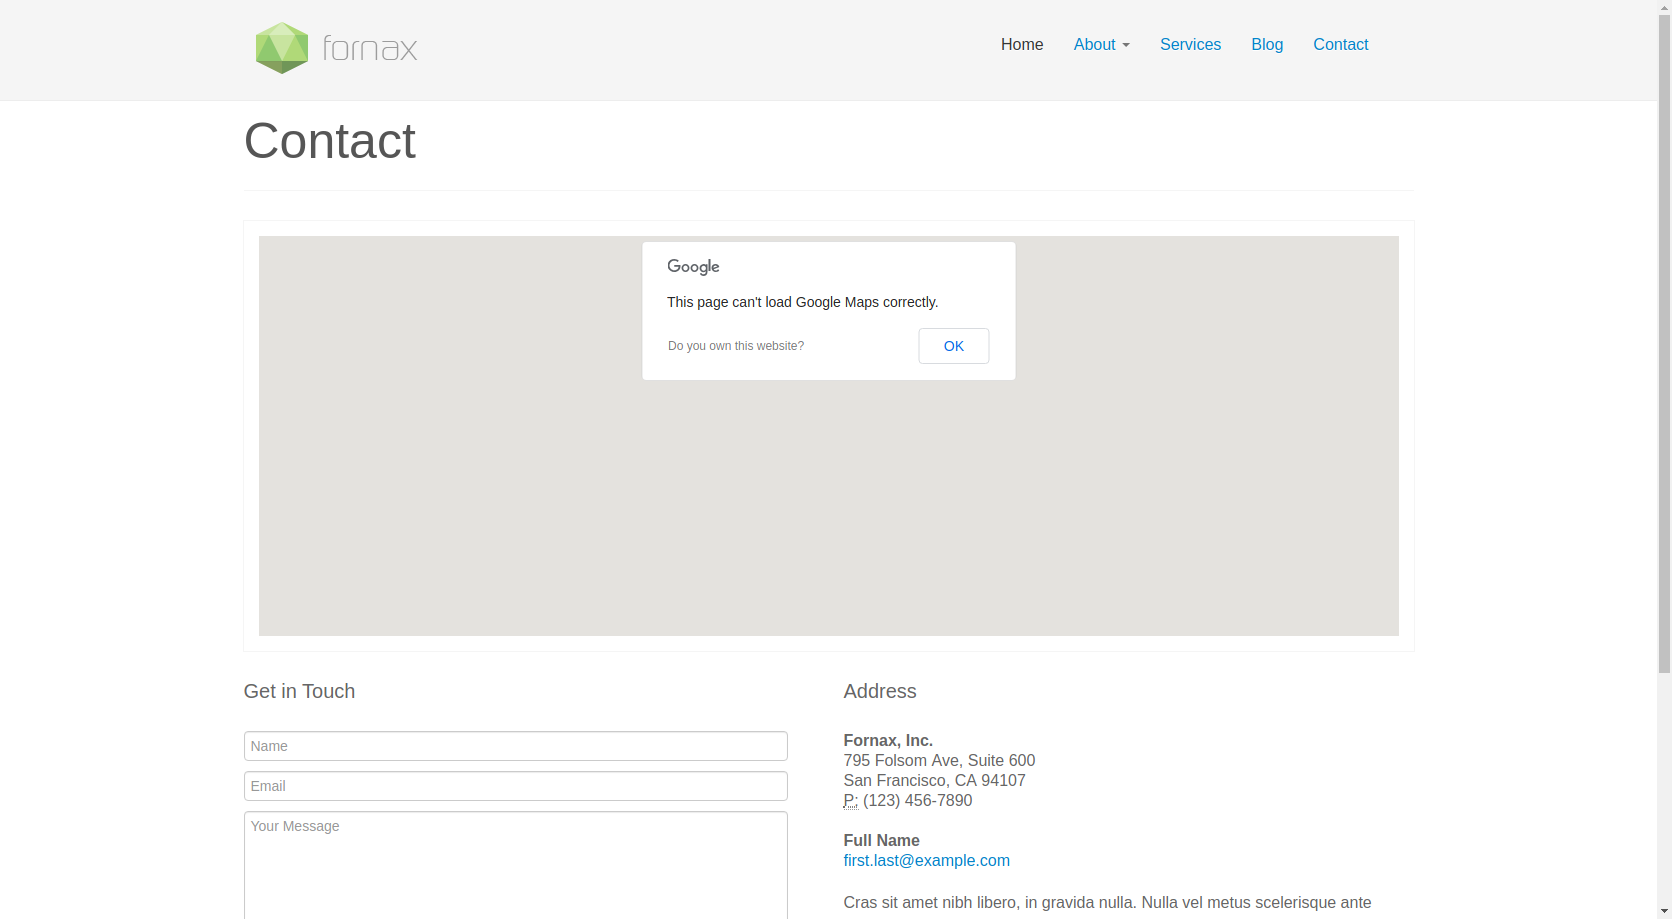 fornax
Home About Services Blog Contact
Contact
Google
This page can't load Google Maps correctly.
Do you own this website? OK
Get in Touch
Name
Email
Your Message
Address
Fornax, Inc.
795 Folsom Ave, Suite 600
San Francisco, CA 94107
P: (123) 456-7890
Full Name
first.last@example.com
Cras sit amet nibh libero, in gravida nulla. Nulla vel metus scelerisque ante